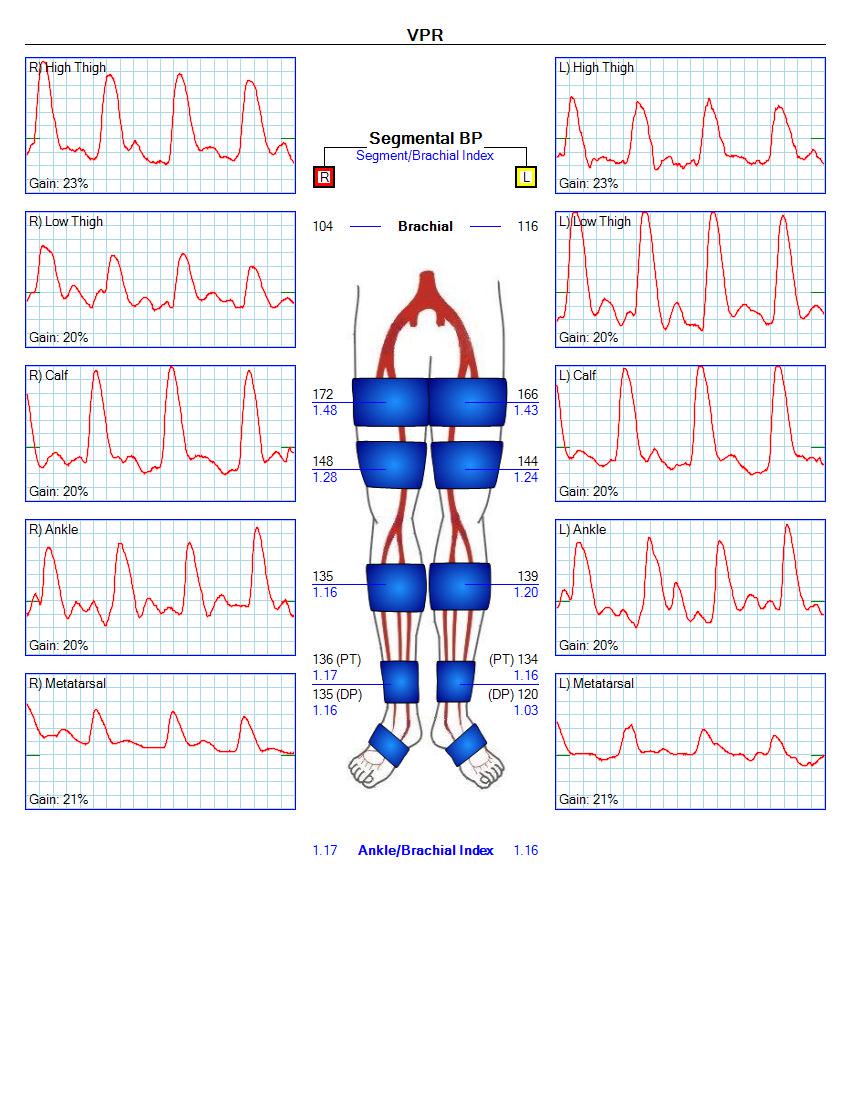 VPR
R) High Thigh
Gain: 23%
L) High Thigh
Gain: 23%
Segmental BP
Segment/Brachial Index
R
L
104 Brachial 116
R) Low Thigh
Gain: 20%
L) Low Thigh
Gain: 20%
172 166
1.48 1.43
R) Calf
Gain: 20%
L) Calf
Gain: 20%
148 144
1.28 1.24
R) Ankle
Gain: 20%
L) Ankle
Gain: 20%
135 139
1.16 1.20
136 (PT) (PT) 134
1.17 1.16
135 (DP) (DP) 120
1.16 1.03
R) Metatarsal
Gain: 21%
L) Metatarsal
Gain: 21%
1.17 Ankle/Brachial Index 1.16